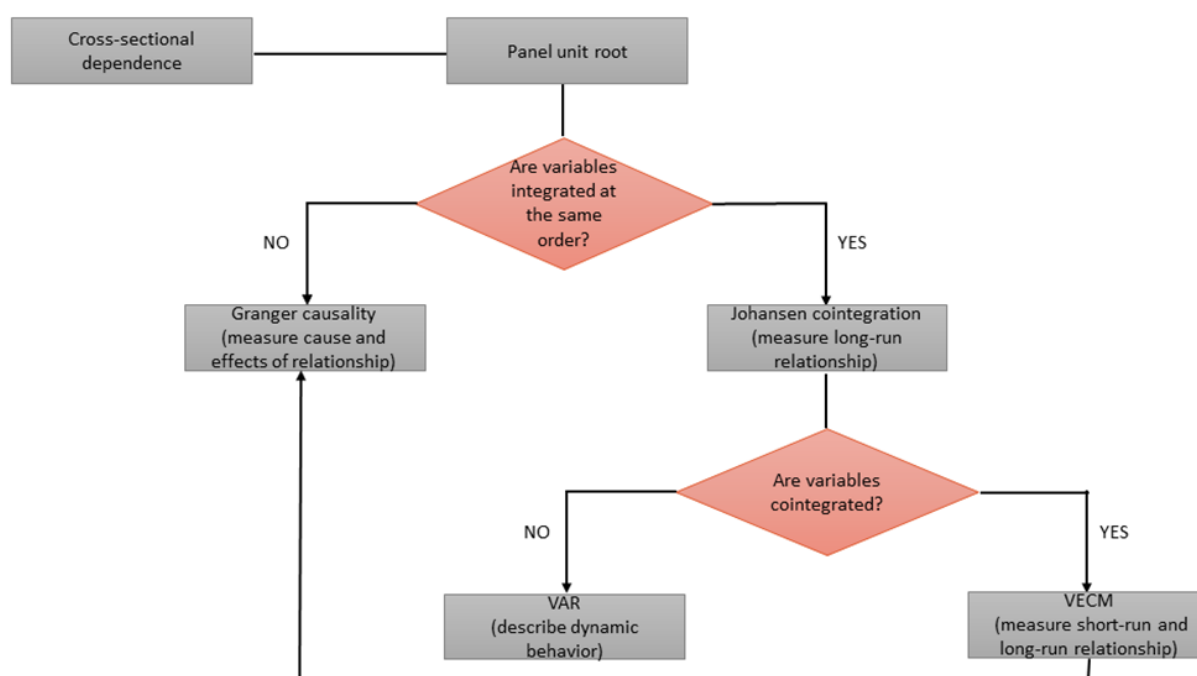 Cross-sectional
dependence
Panel unit root
Are variables
integrated at
the same
order?
NO
YES
Granger causality
(measure cause and
effects of relationship)
Johansen cointegration
(measure long-run
relationship)
Are variables
cointegrated?
NO
YES
VAR
(describe dynamic
behavior)
VECM
(measure short-run and
long-run relationship)